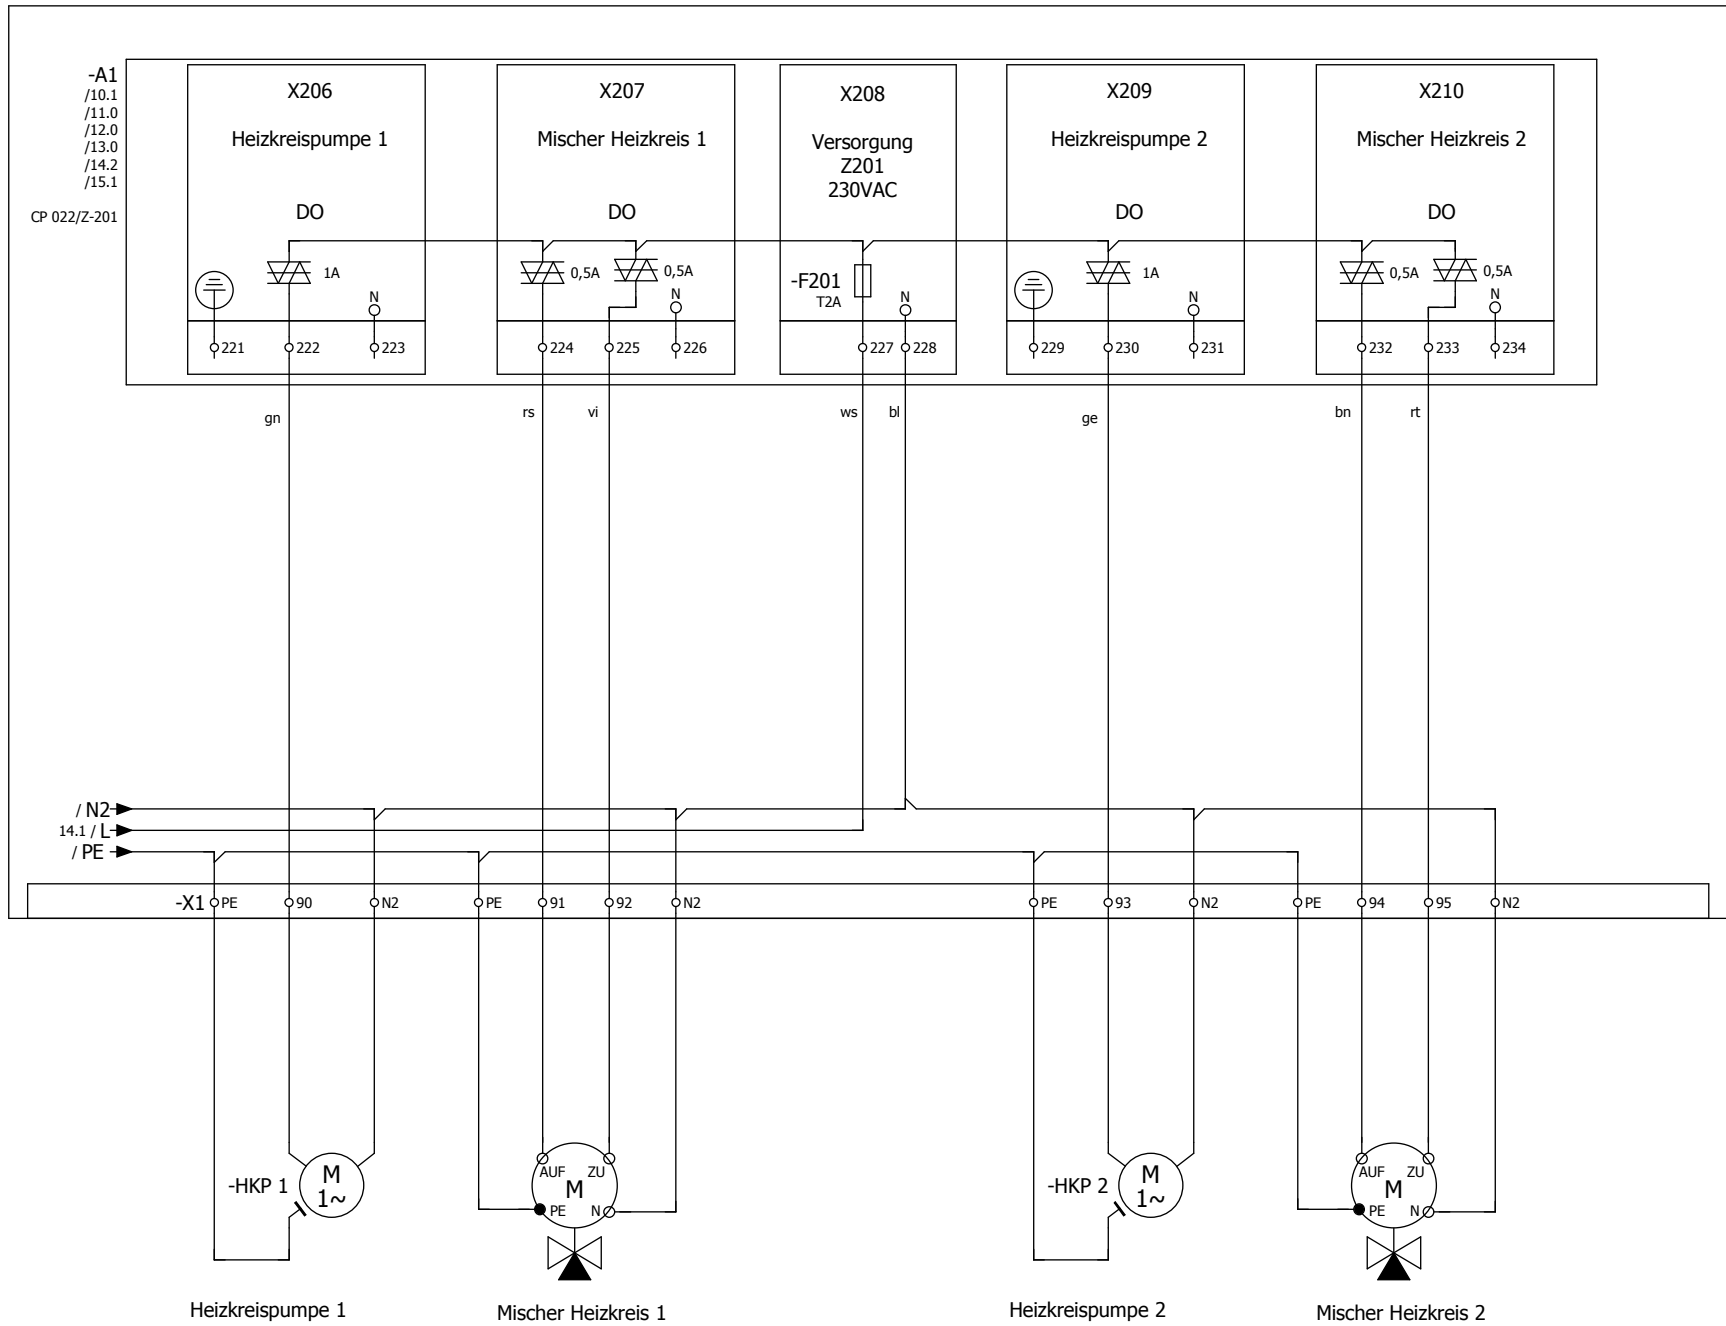 -A1
/10.1
/11.0
/12.0
/13.0
/14.2
/15.1
CP 022/Z-201
X206
Heizkreispumpe 1
DO
1A
N
221 222 223
X207
Mischer Heizkreis 1
DO
0,5A 0,5A
N
224 225 226
X208
Versorgung
Z201
230VAC
-F201
T2A
N
227 228
X209
Heizkreispumpe 2
DO
1A
N
229 230 231
X210
Mischer Heizkreis 2
DO
0,5A 0,5A
N
232 233 234
gn rs vi ws bl ge bn rt
/ N2
14.1 / L
/ PE
-X1 PE 90 N2 PE 91 92 N2 PE 93 N2 PE 94 95 N2
-HKP 1
M
1~
AUF ZU
M
PE N
-HKP 2
M
1~
AUF ZU
M
PE N
Heizkreispumpe 1 Mischer Heizkreis 1 Heizkreispumpe 2 Mischer Heizkreis 2